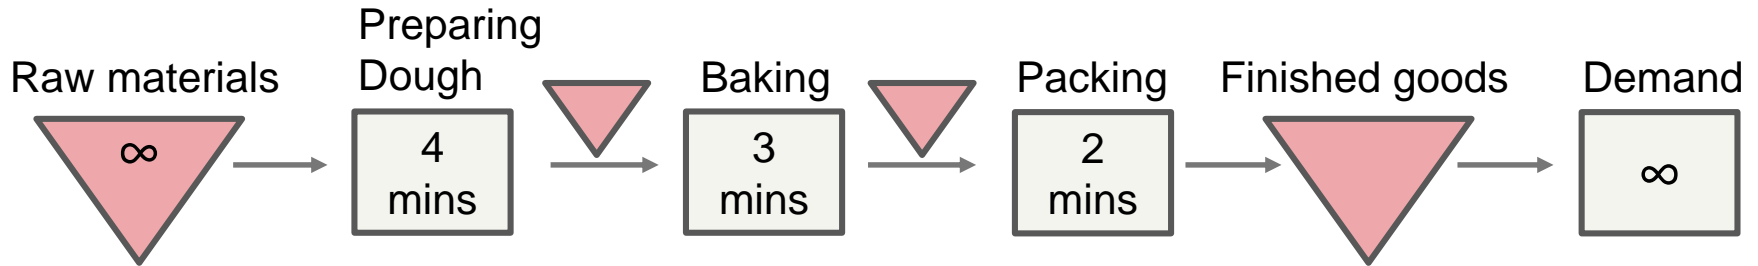 Raw materials
∞
Preparing
Dough
4
mins
Baking
3
mins
Packing
2
mins
Finished goods
Demand
∞